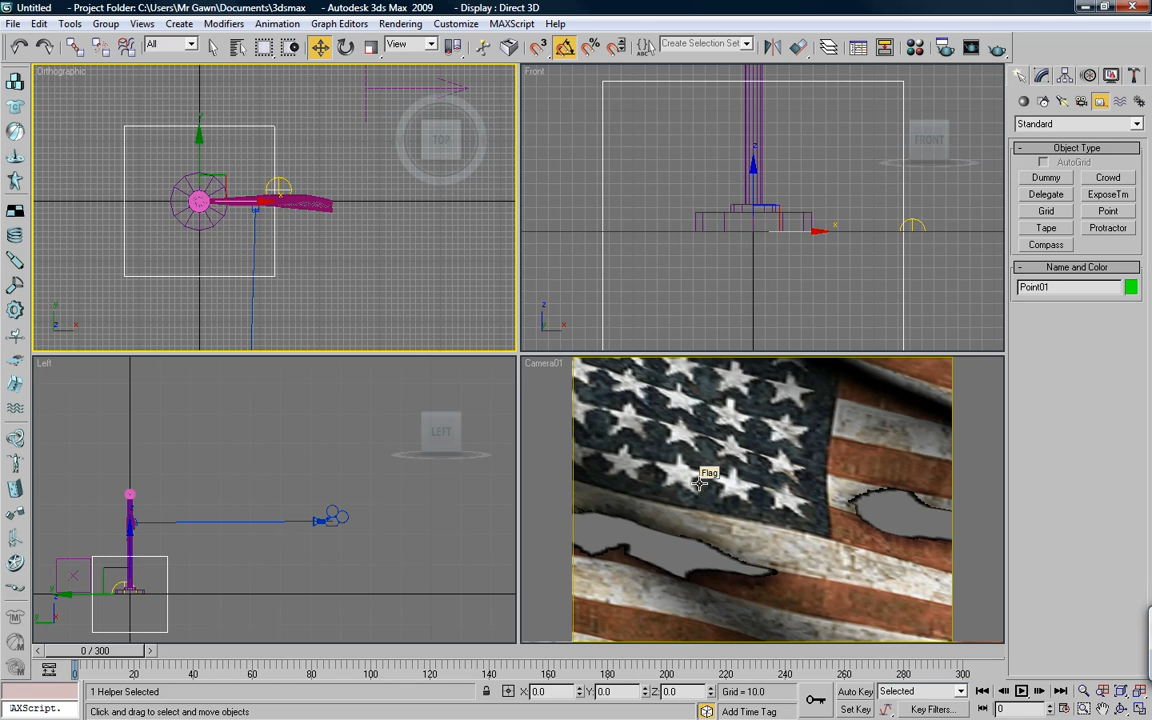 Untitled - Project Folder: C:\Users\Mr Gawn\Documents\3dsmax - Autodesk 3ds Max 2009 - Display : Direct 3D
File Edit Tools Group Views Create Modifiers Animation Graph Editors Rendering Customize MAXScript Help
All View Create Selection Set
Orthographic
TOP
Front
FRONT
Left
LEFT
Camera01
Flag
Standard
Object Type
AutoGrid
Dummy Crowd
Delegate ExposeTm
Grid Point
Tape Protractor
Compass
Name and Color
Point01
0 / 300
0 20 40 60 80 100 120 140 160 180 200 220 240 260 280 300
1 Helper Selected X: 0.0 Y: 0.0 Z: 0.0 Grid = 10.0 Auto Key Selected
AXScript. Click and drag to select and move objects Add Time Tag Set Key Key Filters... 0